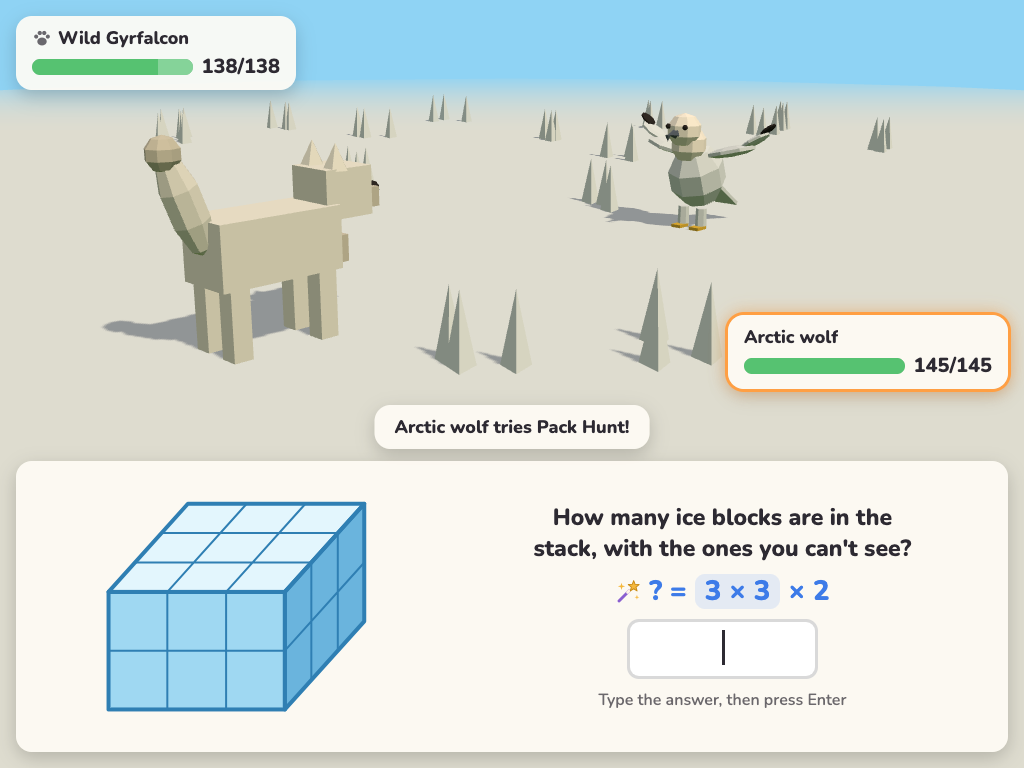 Wild Gyrfalcon
138/138
Arctic wolf
145/145
Arctic wolf tries Pack Hunt!
How many ice blocks are in the
stack, with the ones you can't see?
? = 3 × 3 × 2
Type the answer, then press Enter